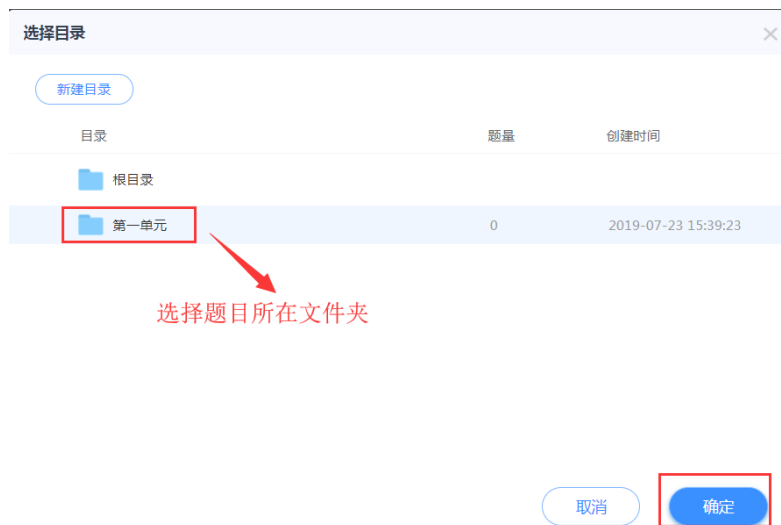 选择目录
新建目录
目录 题量 创建时间
根目录
第一单元 0 2019-07-23 15:39:23
选择题目所在文件夹
取消 确定